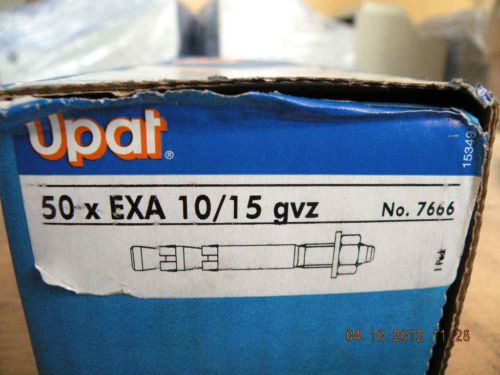 Upat®
50 x EXA 10/15 gvz
No. 7666
15349
1 Pack
04.10.2012 11:28